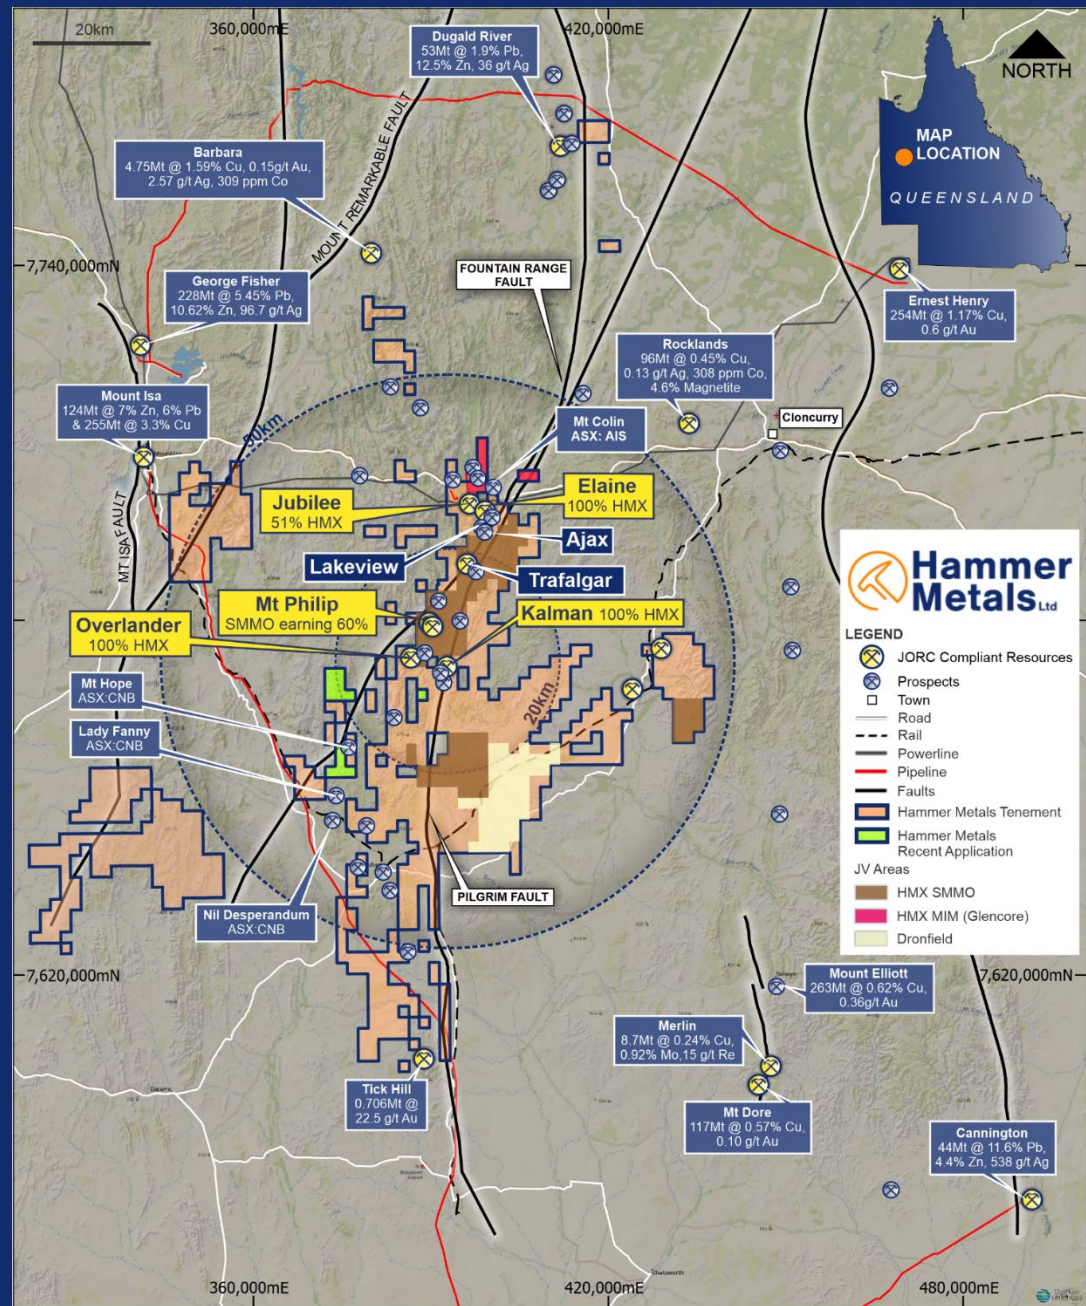 20km
360,000mE
420,000mE
NORTH
Dugald River
53Mt @ 1.9% Pb,
12.5% Zn, 36 g/t Ag
MAP
LOCATION
QUEENSLAND
Barbara
4.75Mt @ 1.59% Cu, 0.15g/t Au,
2.57 g/t Ag, 309 ppm Co
MOUNT REMARKABLE FAULT
7,740,000mN
FOUNTAIN RANGE
FAULT
George Fisher
228Mt @ 5.45% Pb,
10.62% Zn, 96.7 g/t Ag
Ernest Henry
254Mt @ 1.17% Cu,
0.6 g/t Au
Rocklands
96Mt @ 0.45% Cu,
0.13 g/t Ag, 308 ppm Co,
4.6% Magnetite
Mount Isa
124Mt @ 7% Zn, 6% Pb
& 255Mt @ 3.3% Cu
50km
Mt Colin
ASX: AIS
Cloncurry
Jubilee
51% HMX
Elaine
100% HMX
MT ISA FAULT
Lakeview
Ajax
Trafalgar
Mt Philip
SMMO earning 60%
Kalman 100% HMX
Overlander
100% HMX
Mt Hope
ASX:CNB
20km
Lady Fanny
ASX:CNB
Nil Desperandum
ASX:CNB
PILGRIM FAULT
Hammer
Metals Ltd
LEGEND
JORC Compliant Resources
Prospects
Town
Road
Rail
Powerline
Pipeline
Faults
Hammer Metals Tenement
Hammer Metals
Recent Application
JV Areas
HMX SMMO
HMX MIM (Glencore)
Dronfield
7,620,000mN
7,620,000mN
Selwyn
Mount Elliott
263Mt @ 0.62% Cu,
0.36g/t Au
Merlin
8.7Mt @ 0.24% Cu,
0.92% Mo,15 g/t Re
Tick Hill
0.706Mt @
22.5 g/t Au
Mt Dore
117Mt @ 0.57% Cu,
0.10 g/t Au
Cannington
44Mt @ 11.6% Pb,
4.4% Zn, 538 g/t Ag
360,000mE
420,000mE
480,000mE